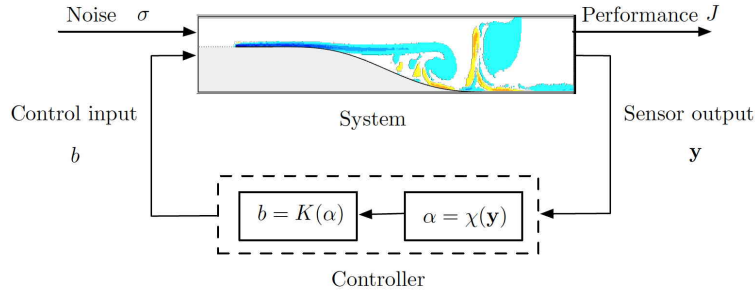 Noise σ
Performance J
System
Control input
b
Sensor output
y
b = K(α)
α = χ(y)
Controller